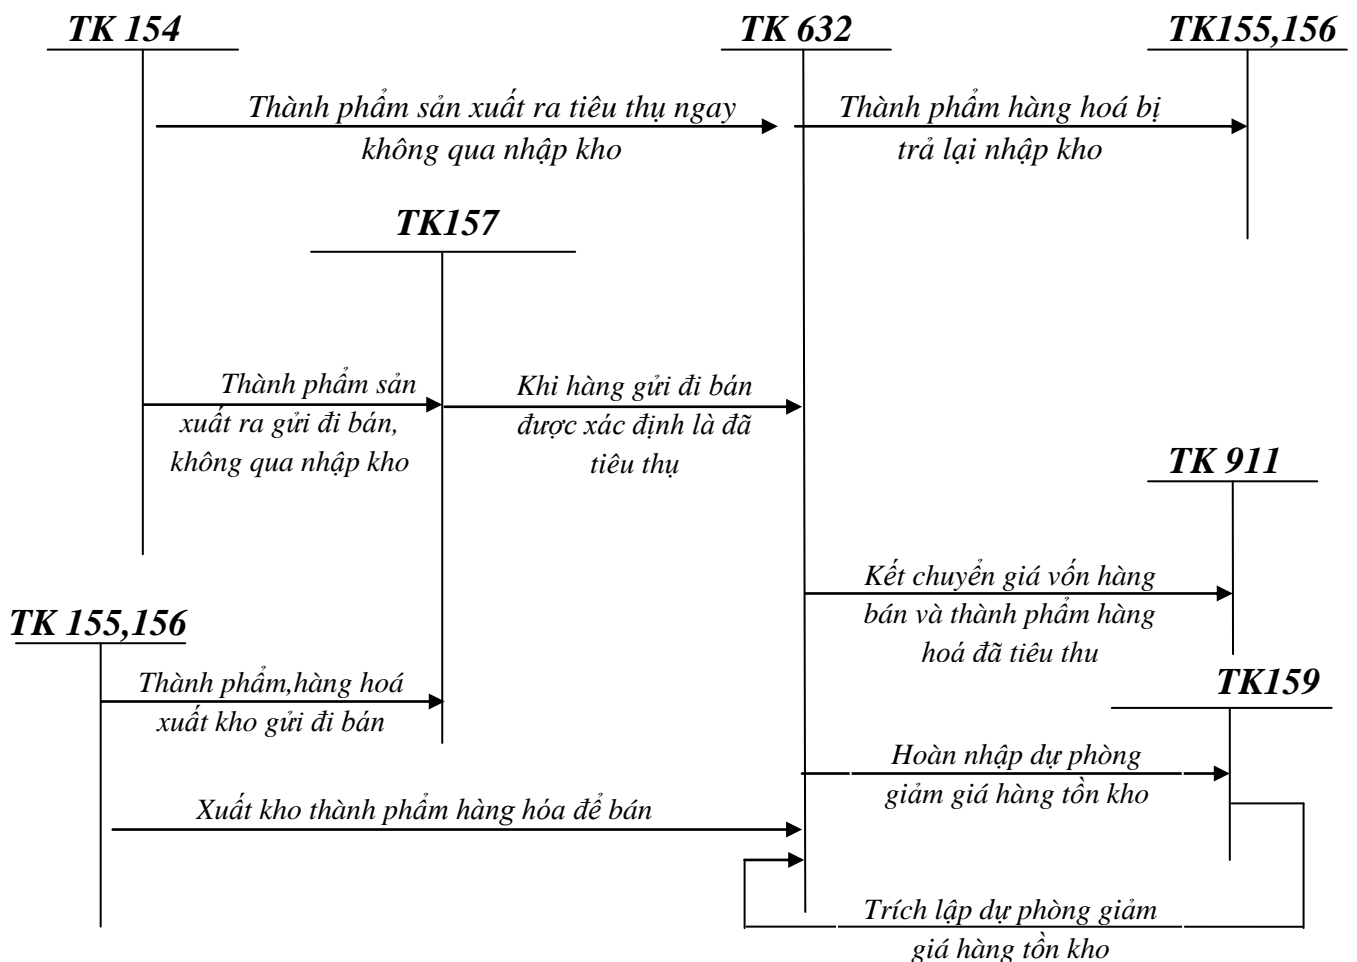 TK 154
TK 632
TK155,156
Thành phẩm sản xuất ra tiêu thụ ngay
không qua nhập kho
Thành phẩm hàng hoá bị
trả lại nhập kho
TK157
Thành phẩm sản
xuất ra gửi đi bán,
không qua nhập kho
Khi hàng gửi đi bán
được xác định là đã
tiêu thụ
TK 911
Kết chuyển giá vốn hàng
bán và thành phẩm hàng
hoá đã tiêu thu
TK 155,156
Thành phẩm,hàng hoá
xuất kho gửi đi bán
TK159
Hoàn nhập dự phòng
giảm giá hàng tồn kho
Xuất kho thành phẩm hàng hóa để bán
Trích lập dự phòng giảm
giá hàng tồn kho